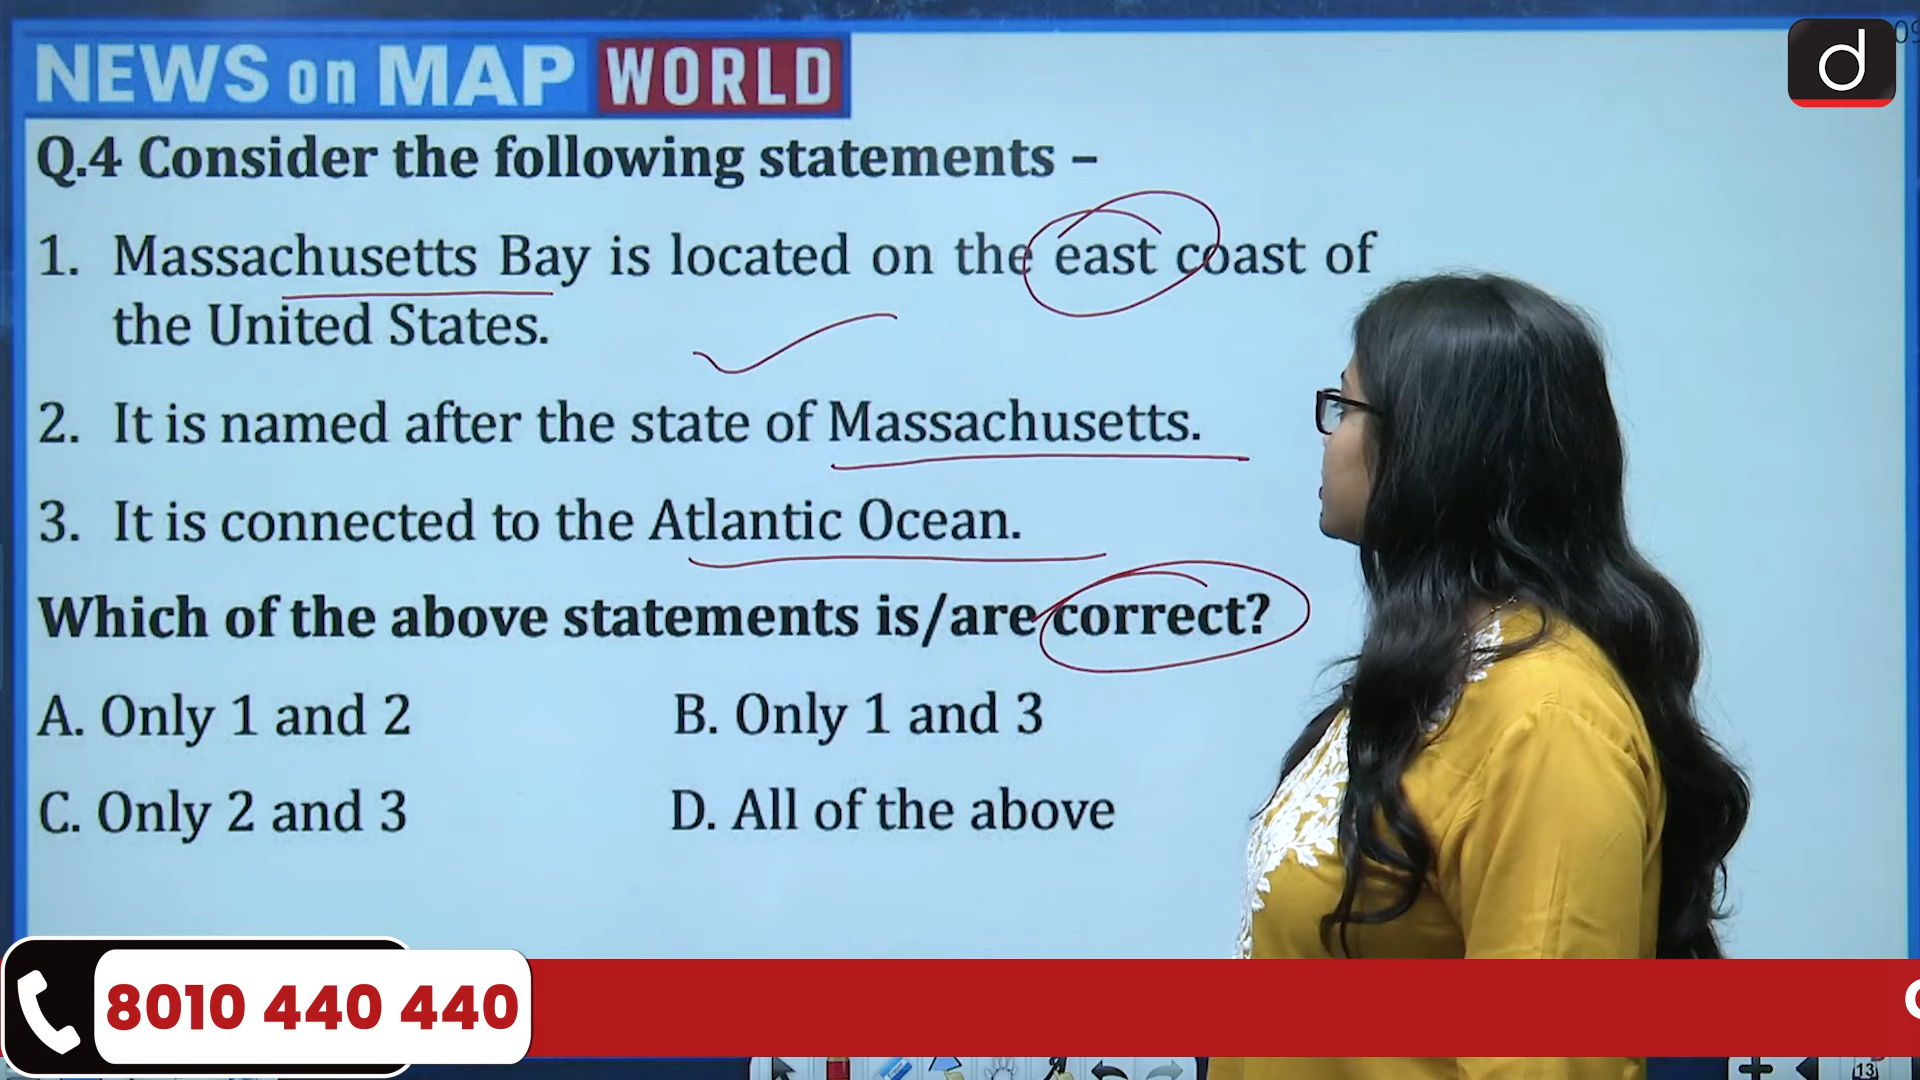 NEWS on MAP WORLD
d
09
Q.4 Consider the following statements –
1. Massachusetts Bay is located on the east coast of
the United States.
2. It is named after the state of Massachusetts.
3. It is connected to the Atlantic Ocean.
Which of the above statements is/are correct?
A. Only 1 and 2 B. Only 1 and 3
C. Only 2 and 3 D. All of the above
8010 440 440
13